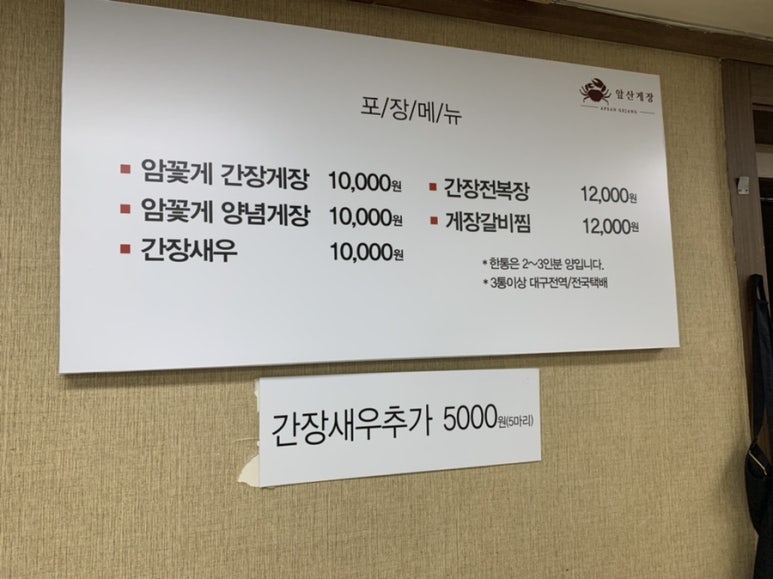 암산게장
APSAN GEJANG
포/장/메/뉴
암꽃게 간장게장 10,000원
암꽃게 양념게장 10,000원
간장새우 10,000원
간장전복장 12,000원
게장갈비찜 12,000원
*한통은 2~3인분 양입니다.
*3통이상 대구전역/전국택배
간장새우추가 5000원(5마리)